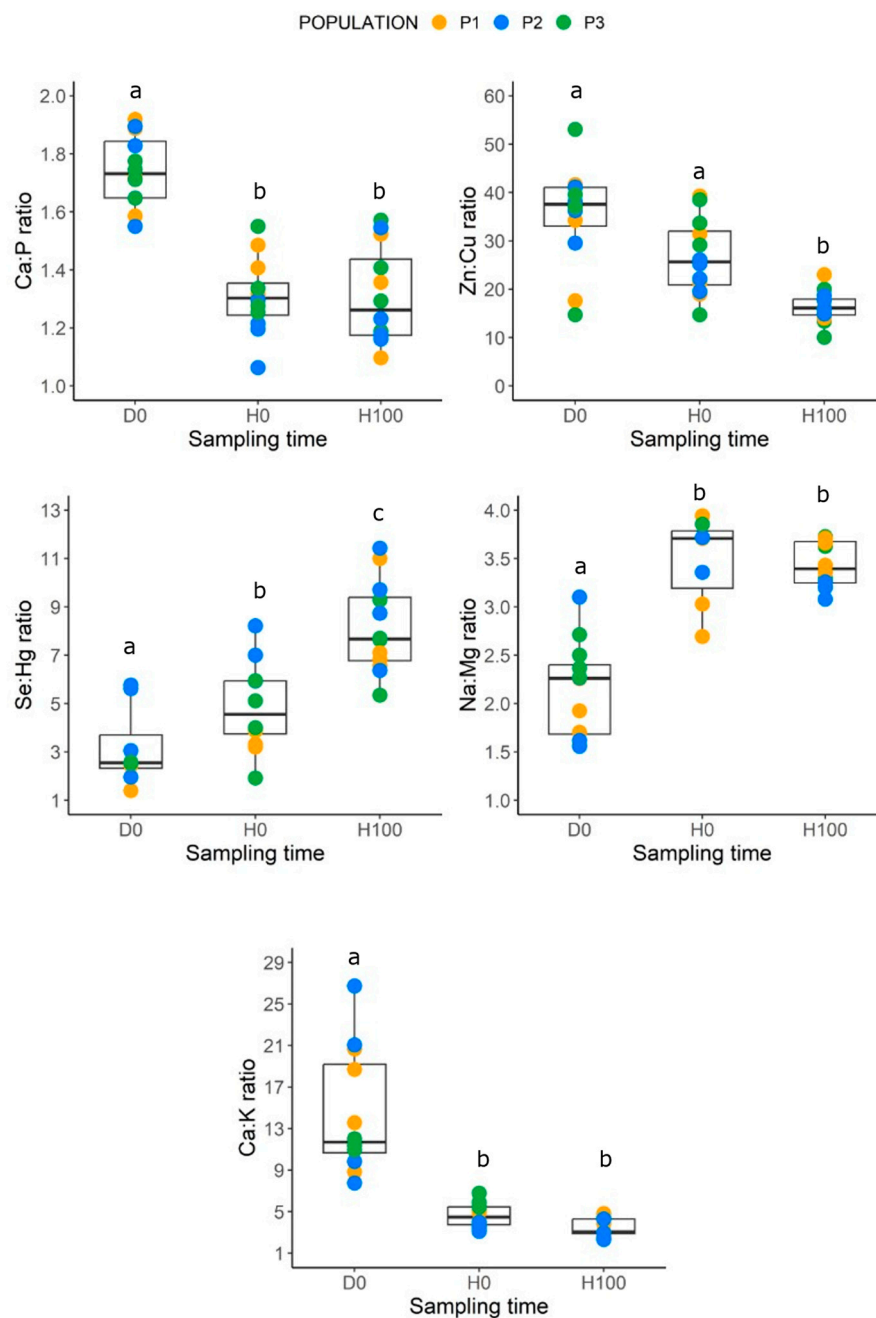 POPULATION P1 P2 P3
a
b
b
Ca:P ratio
2.0
1.8
1.6
1.4
1.2
1.0
D0 H0 H100
Sampling time
a
a
b
Zn:Cu ratio
60
50
40
30
20
10
0
D0 H0 H100
Sampling time
a
b
c
Se:Hg ratio
13
11
9
7
5
3
1
D0 H0 H100
Sampling time
a
b
b
Na:Mg ratio
4.0
3.5
3.0
2.5
2.0
1.5
1.0
D0 H0 H100
Sampling time
a
b
b
Ca:K ratio
29
25
21
17
13
9
5
1
D0 H0 H100
Sampling time